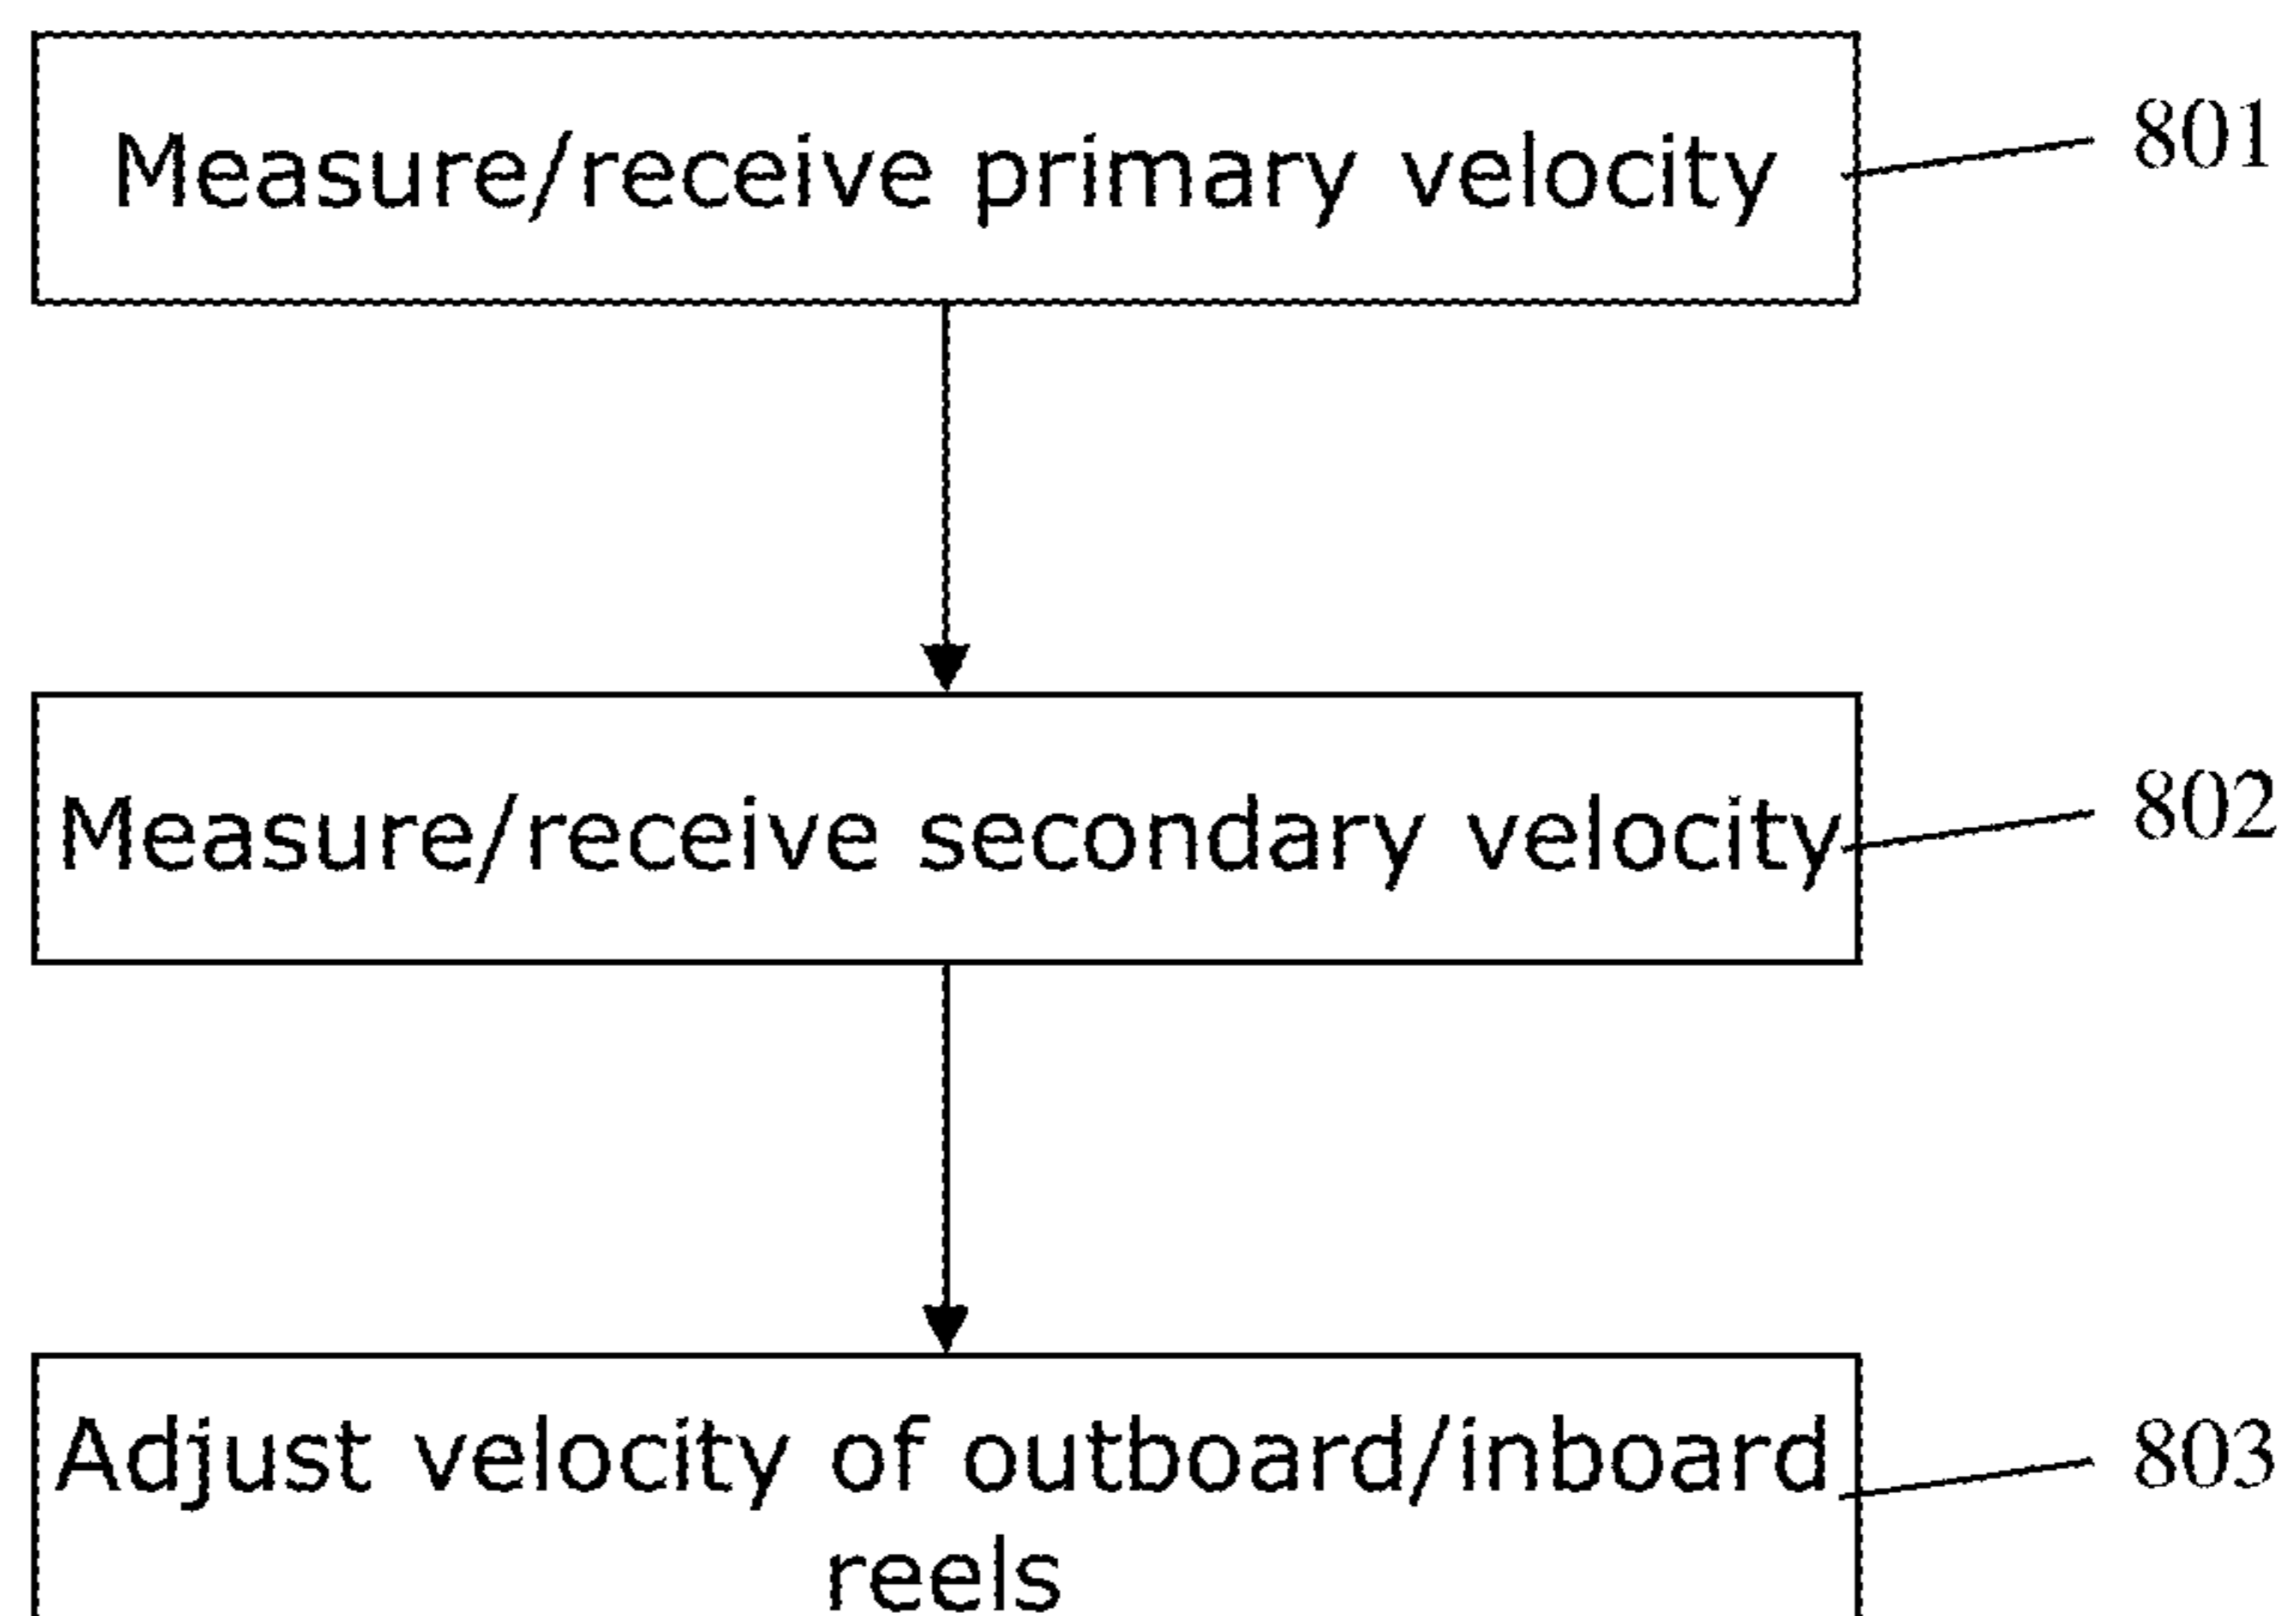 Measure/receive primary velocity
801
Measure/receive secondary velocity
802
Adjust velocity of outboard/inboard
reels
803